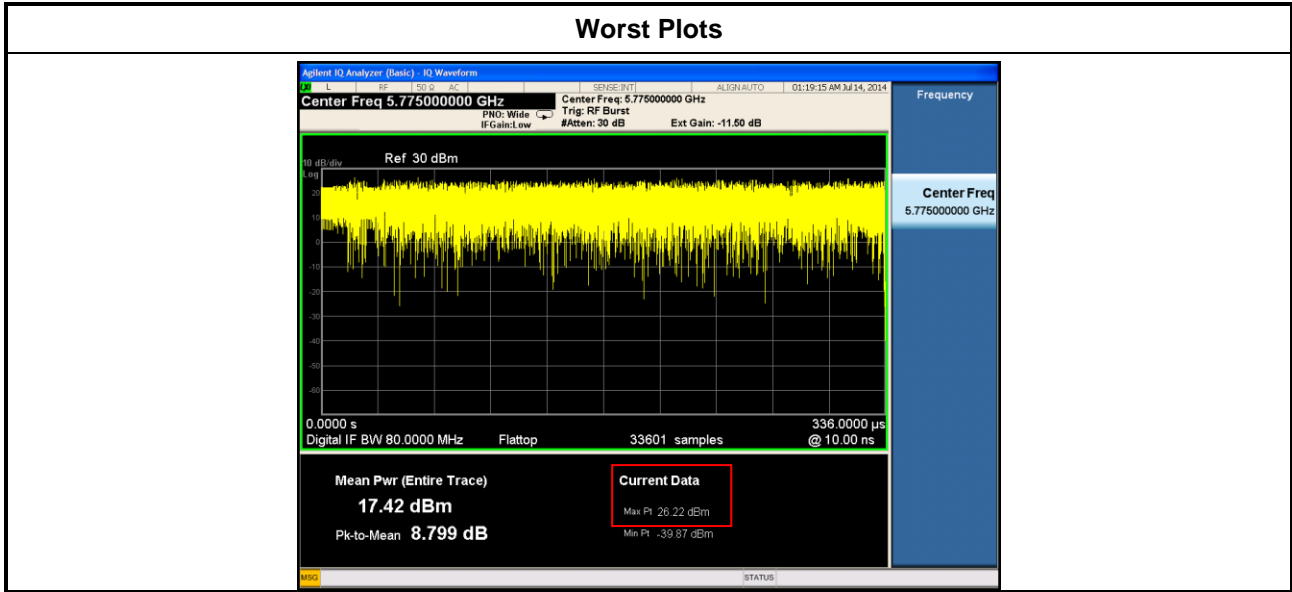 Worst Plots
Agilent IQ Analyzer (Basic) - IQ Waveform
L RF 50 Ω AC SENSE:INT ALIGN AUTO 01:19:15 AM Jul 14, 2014
Center Freq 5.775000000 GHz
PNO: Wide
IFGain:Low
Center Freq: 5.775000000 GHz
Trig: RF Burst
#Atten: 30 dB Ext Gain: -11.50 dB
Frequency
Center Freq
5.775000000 GHz
10 dB/div Ref 30 dBm
Log
20
10
0
-10
-20
-30
-40
-50
-60
0.0000 s 336.0000 µs
Digital IF BW 80.0000 MHz Flattop 33601 samples @ 10.00 ns
Mean Pwr (Entire Trace)
17.42 dBm
Pk-to-Mean 8.799 dB
Current Data
Max Pt 26.22 dBm
Min Pt -39.87 dBm
MSG STATUS